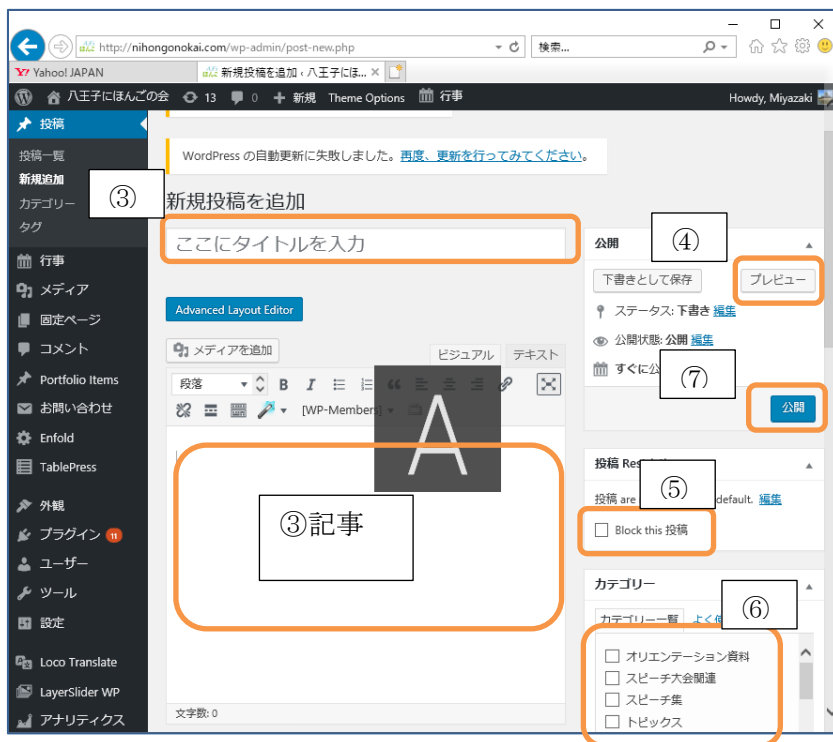 http://nihongonokai.com/wp-admin/post-new.php
検索...
Yahoo! JAPAN
新規投稿を追加 ‹ 八王子にほ...
八王子にほんごの会 13 0 新規 Theme Options 行事 Howdy, Miyazaki
投稿
投稿一覧
新規追加
カテゴリー
タグ
行事
メディア
固定ページ
コメント
Portfolio Items
お問い合わせ
Enfold
TablePress
外観
プラグイン 11
ユーザー
ツール
設定
Loco Translate
LayerSlider WP
アナリティクス
WordPress の自動更新に失敗しました。再度、更新を行ってみてください。
③
新規投稿を追加
ここにタイトルを入力
Advanced Layout Editor
メディアを追加
ビジュアル テキスト
段落 B I
[WP-Members]
A
③記事
文字数: 0
公開
④
下書きとして保存 プレビュー
ステータス: 下書き 編集
公開状態: 公開 編集
すぐに公
⑦
公開
投稿
⑤
投稿 are default. 編集
Block this 投稿
カテゴリー
⑥
カテゴリー一覧
オリエンテーション資料
スピーチ大会関連
スピーチ集
トピックス